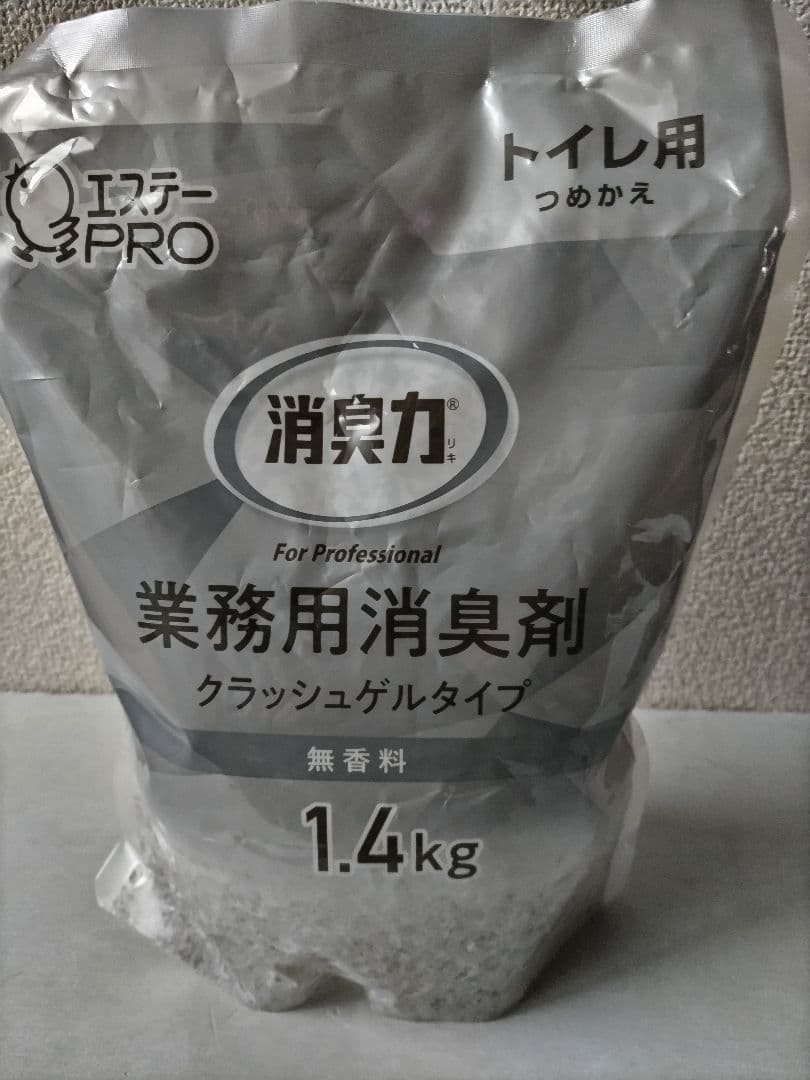 エステー
PRO
トイレ用
つめかえ
消臭力®
リキ
For Professional
業務用消臭剤
クラッシュゲルタイプ
無香料
1.4kg